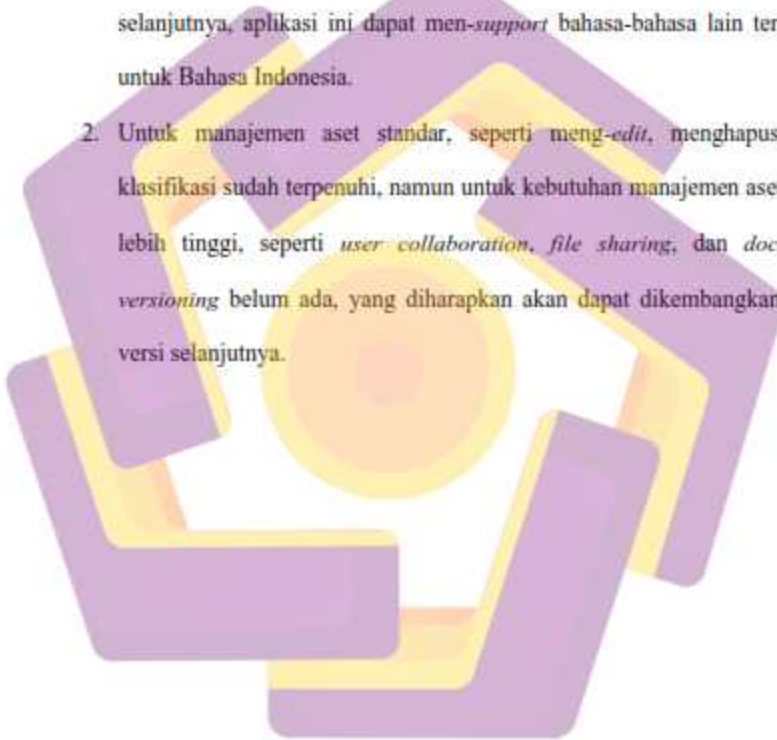 selanjutnya, aplikasi ini dapat men-support bahasa-bahasa lain ter
untuk Bahasa Indonesia.
2. Untuk manajemen aset standar, seperti meng-edit, menghapus
klasifikasi sudah terpenuhi, namun untuk kebutuhan manajemen ase
lebih tinggi, seperti user collaboration, file sharing, dan doc
versioning belum ada, yang diharapkan akan dapat dikembangkan
versi selanjutnya.